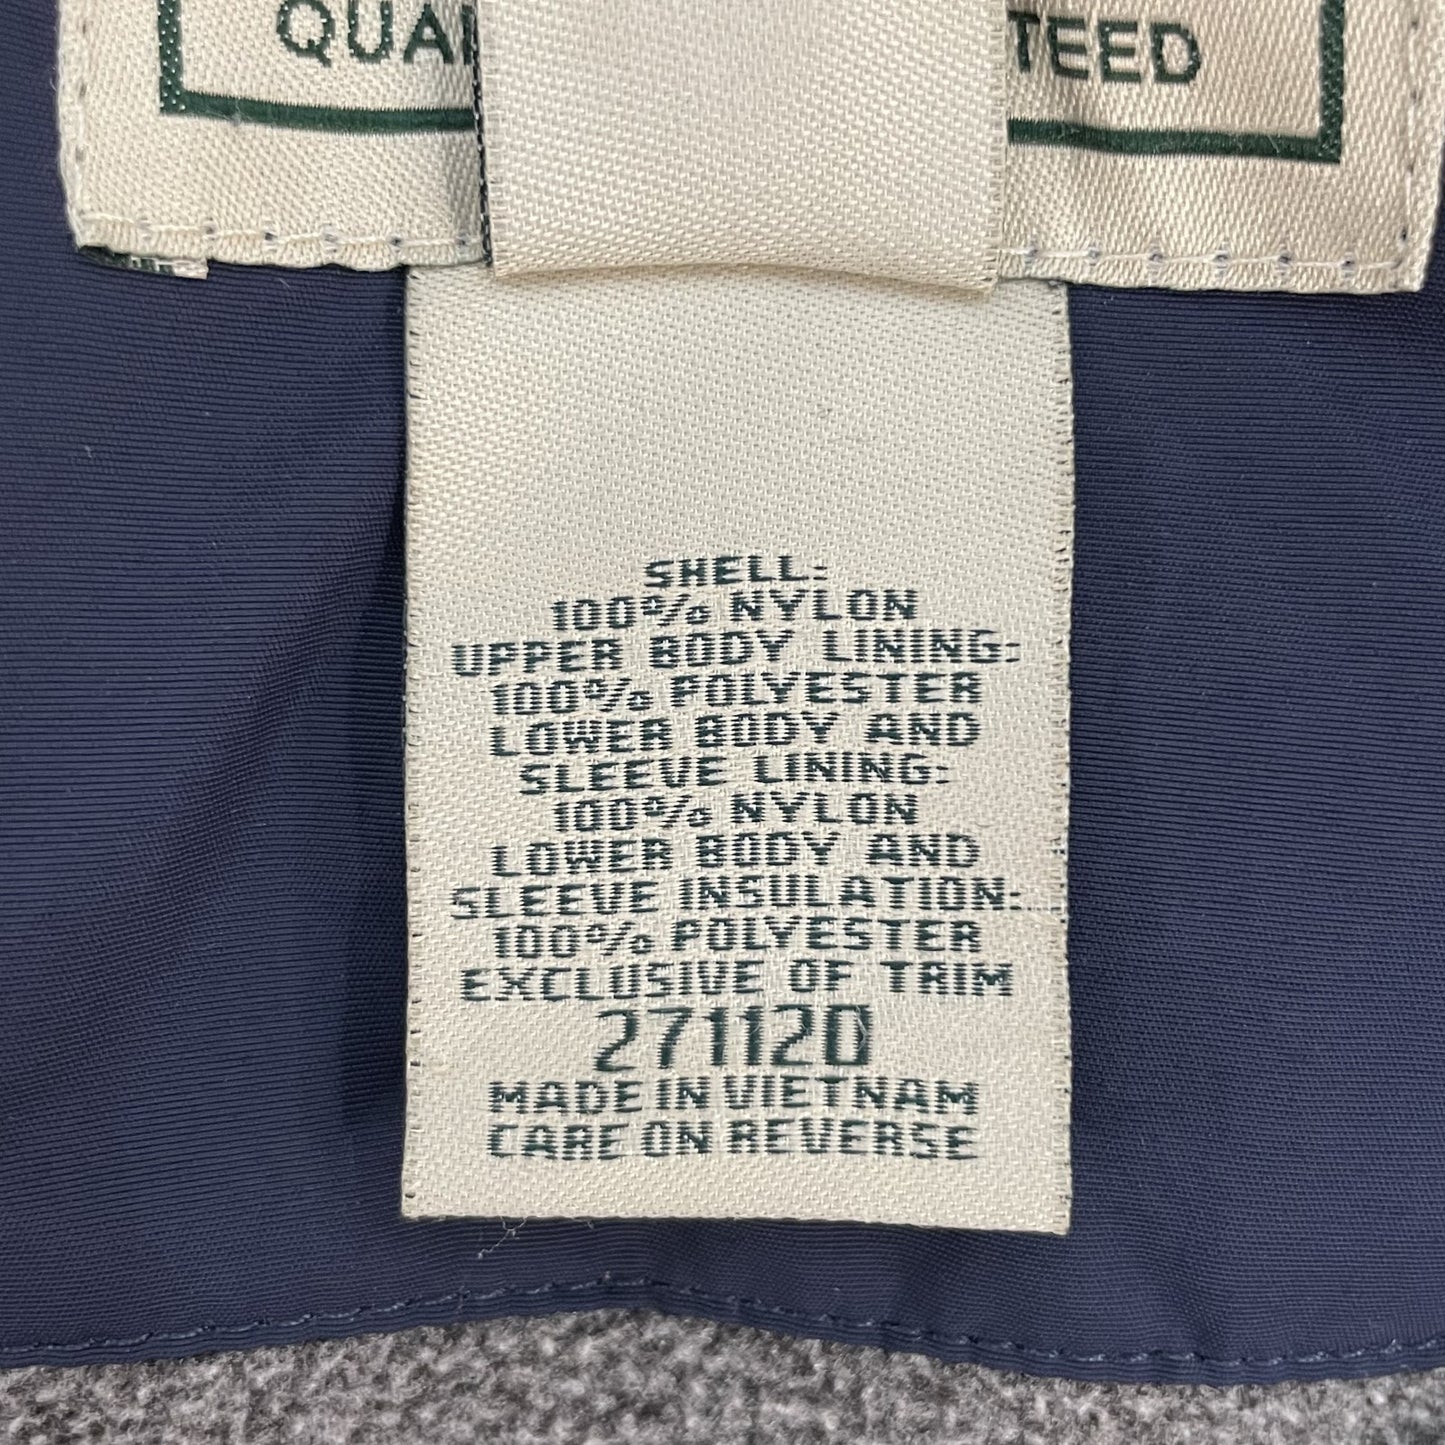 TEED
SHELL:
100% NYLON
UPPER BODY LINING:
100% POLYESTER
LOWER BODY AND
SLEEVE LINING:
100% NYLON
LOWER BODY AND
SLEEVE INSULATION:
100% POLYESTER
EXCLUSIVE OF TRIM
271120
MADE IN VIETNAM
CARE ON REVERSE